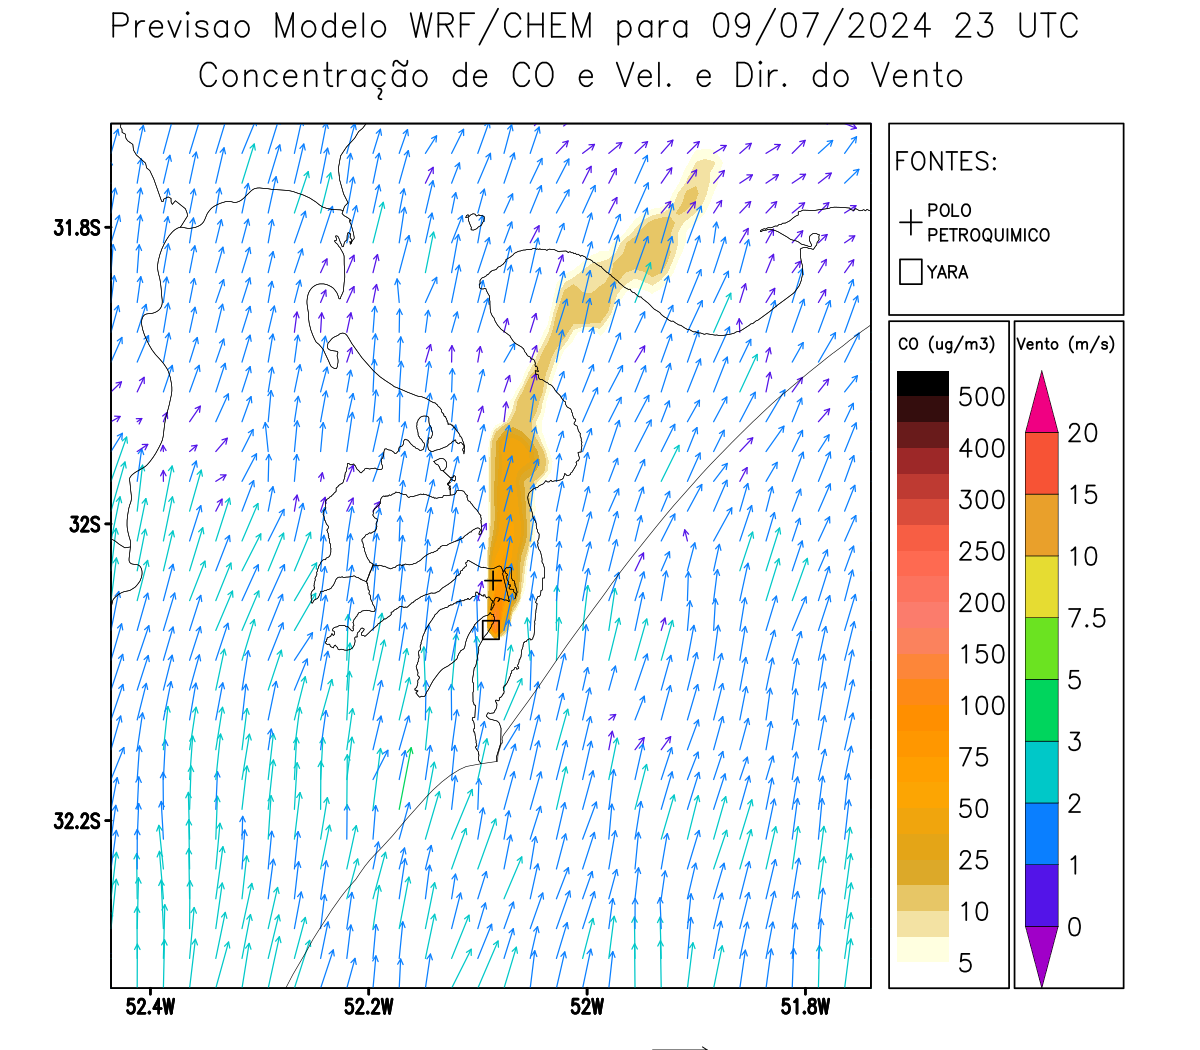 Previsao Modelo WRF/CHEM para 09/07/2024 23 UTC
Concentração de CO e Vel. e Dir. do Vento
FONTES:
POLO
PETROQUIMICO
YARA
CO (ug/m3)
500
400
300
250
200
150
100
75
50
25
10
5
Vento (m/s)
20
15
10
7.5
5
3
2
1
0
31.8S
32S
32.2S
52.4W
52.2W
52W
51.8W